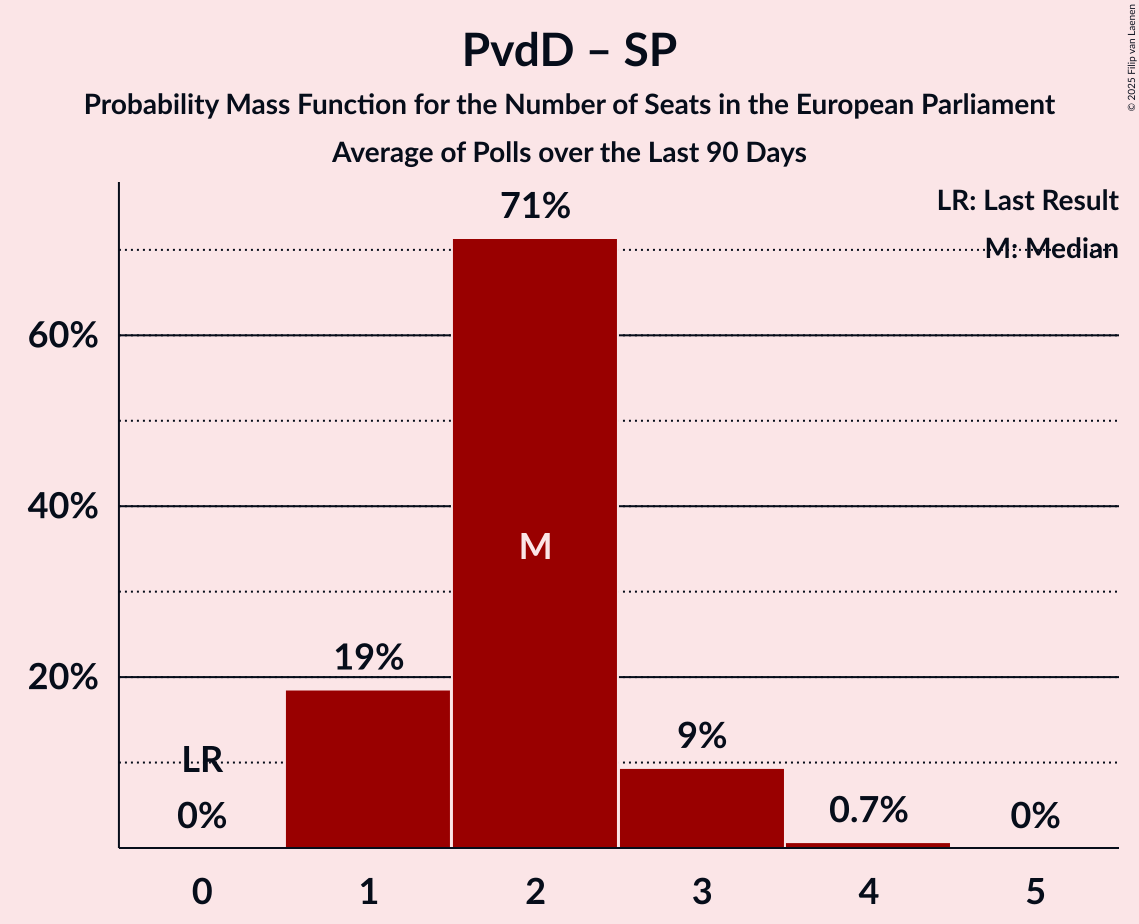 PvdD – SP
Probability Mass Function for the Number of Seats in the European Parliament
Average of Polls over the Last 90 Days
© 2025 Filip van Laenen
LR: Last Result
M: Median
71%
60%
40%
M
20%
19%
LR
0%
9%
0.7%
0%
0 1 2 3 4 5